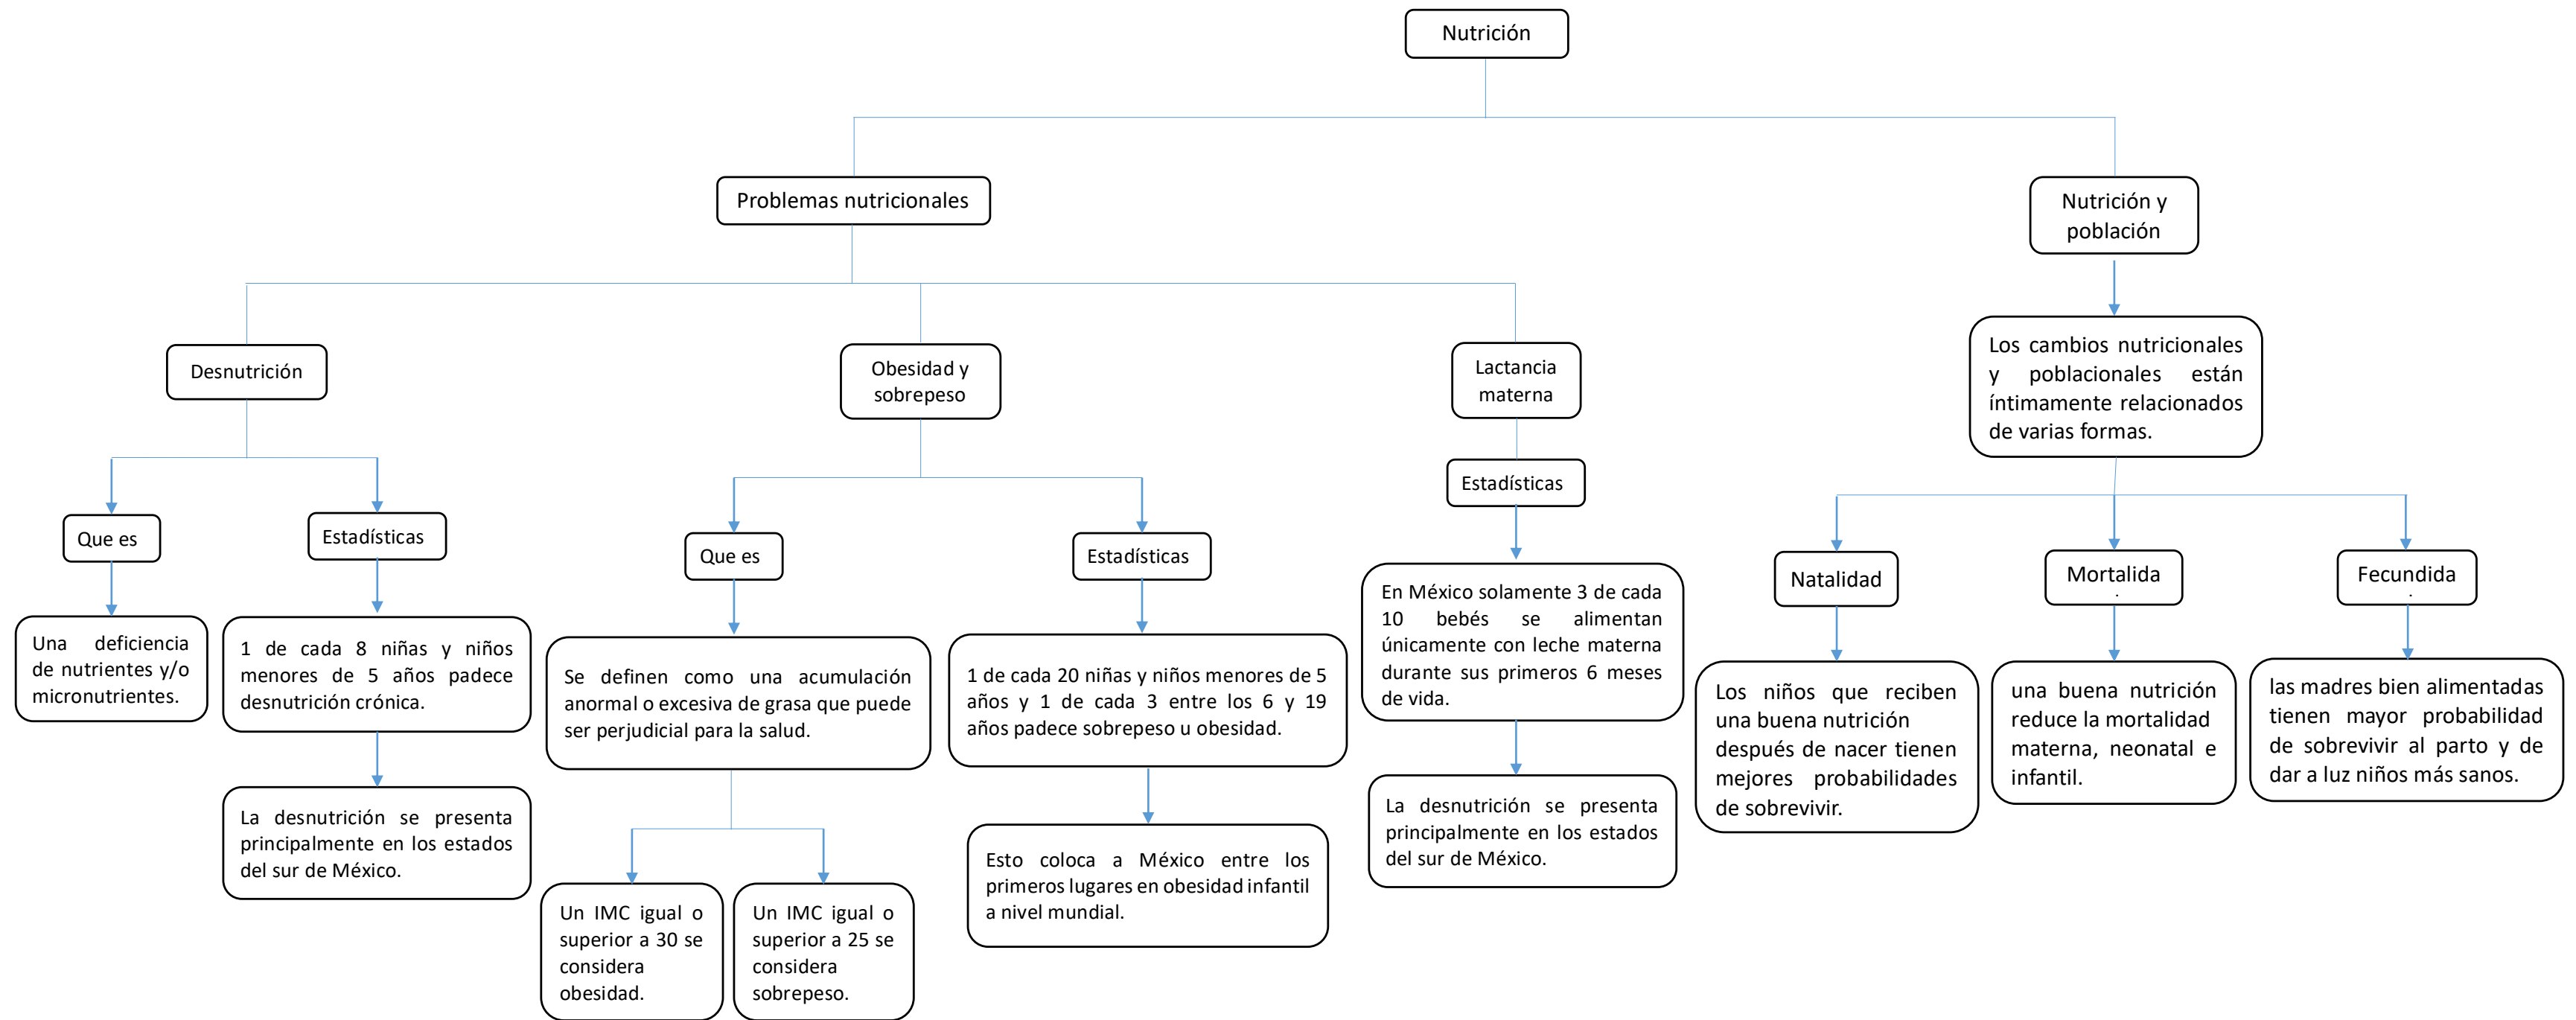 Nutrición
Problemas nutricionales
Nutrición y
población
Desnutrición
Obesidad y
sobrepeso
Lactancia
materna
Los cambios nutricionales
y poblacionales están
íntimamente relacionados
de varias formas.
Que es
Estadísticas
Que es
Estadísticas
Estadísticas
Natalidad
Mortalida
Fecundida
Una deficiencia
de nutrientes y/o
micronutrientes.
1 de cada 8 niñas y niños
menores de 5 años padece
desnutrición crónica.
La desnutrición se presenta
principalmente en los estados
del sur de México.
Se definen como una acumulación
anormal o excesiva de grasa que puede
ser perjudicial para la salud.
Un IMC igual o
superior a 30 se
considera
obesidad.
Un IMC igual o
superior a 25 se
considera
sobrepeso.
1 de cada 20 niñas y niños menores de 5
años y 1 de cada 3 entre los 6 y 19
años padece sobrepeso u obesidad.
Esto coloca a México entre los
primeros lugares en obesidad infantil
a nivel mundial.
En México solamente 3 de cada
10 bebés se alimentan
únicamente con leche materna
durante sus primeros 6 meses
de vida.
La desnutrición se presenta
principalmente en los estados
del sur de México.
Los niños que reciben
una buena nutrición
después de nacer tienen
mejores probabilidades
de sobrevivir.
una buena nutrición
reduce la mortalidad
materna, neonatal e
infantil.
las madres bien alimentadas
tienen mayor probabilidad
de sobrevivir al parto y de
dar a luz niños más sanos.